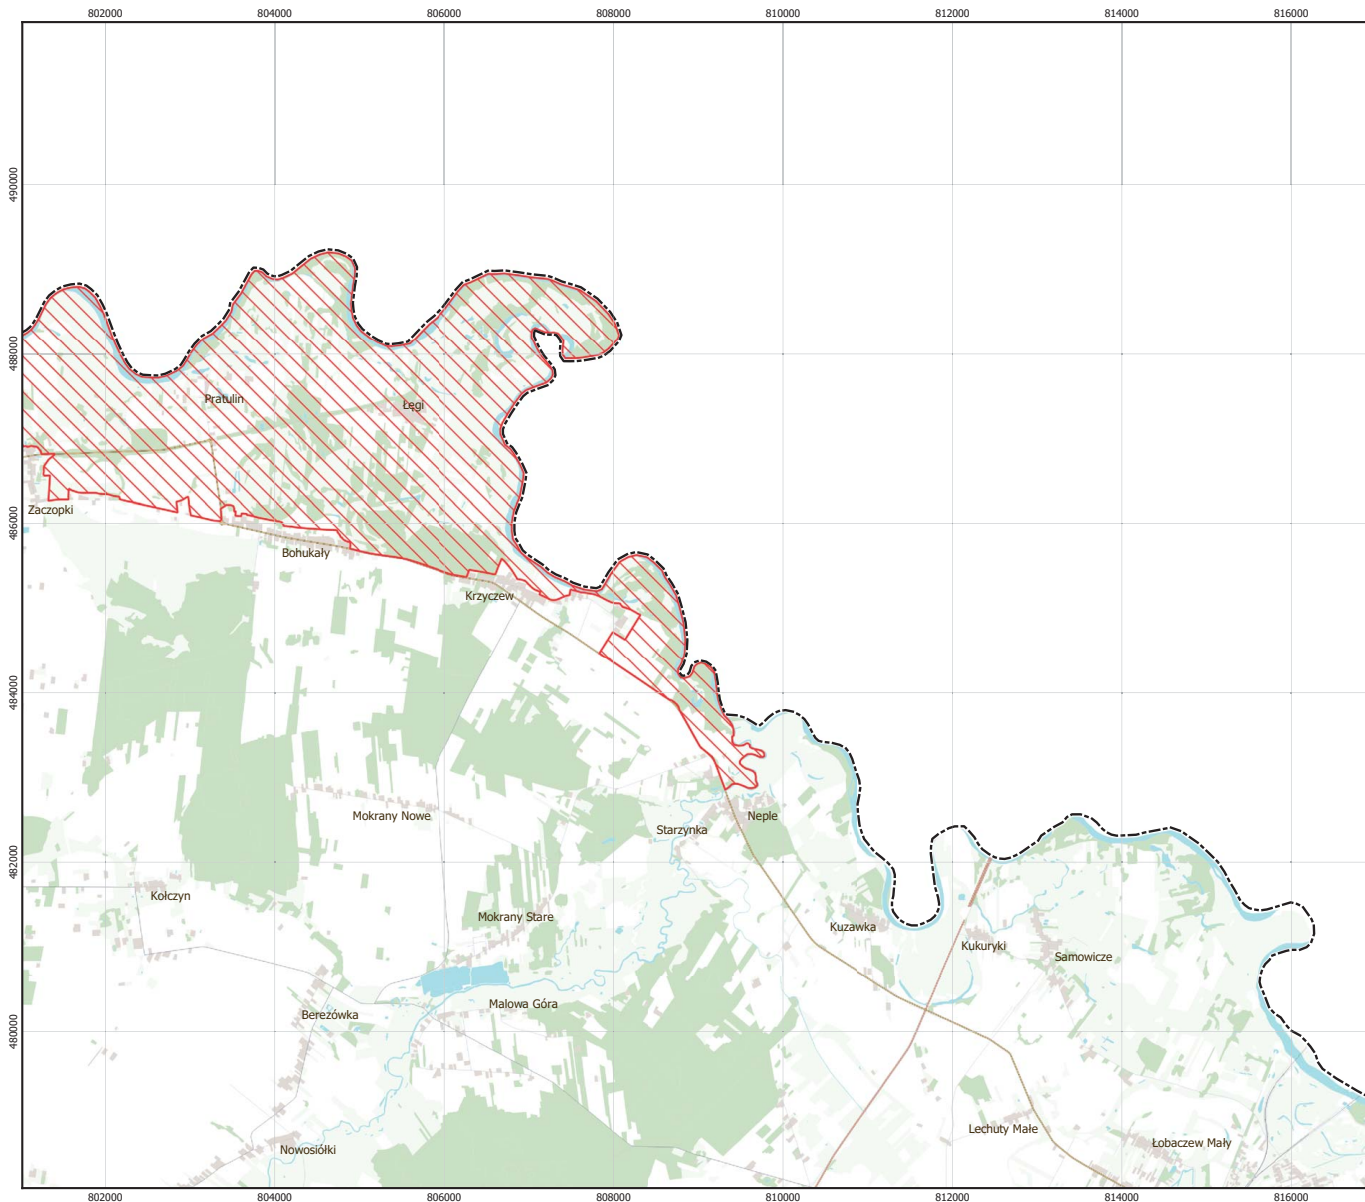 802000 804000 806000 808000 810000 812000 814000 816000
490000
488000
Pratulin
Łęgi
Zaczopki
486000
Bohukały
Krzyczew
484000
Mokrany Nowe
Neple
Starzynka
482000
Kołczyn
Mokrany Stare
Kuzawka
Kukuryki
Samowicze
Malowa Góra
Berezówka
480000
Lechuty Małe
Łobaczew Mały
Nowosiółki
802000 804000 806000 808000 810000 812000 814000 816000